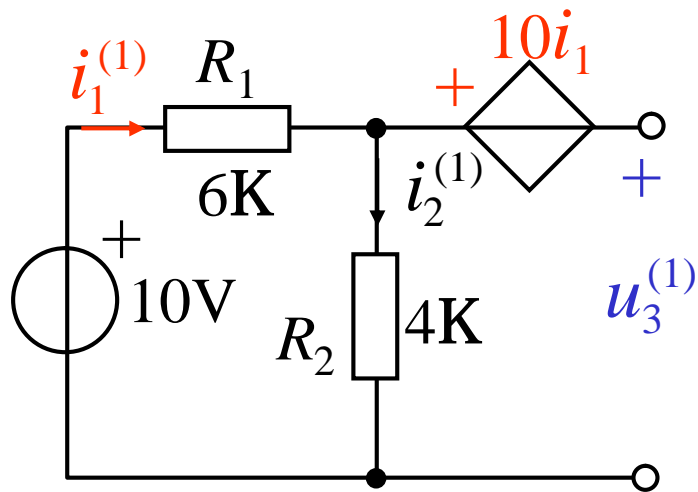 i₁⁽¹⁾
R₁
10i₁
+
6K
i₂⁽¹⁾
+
+
10V
R₂
4K
u₃⁽¹⁾